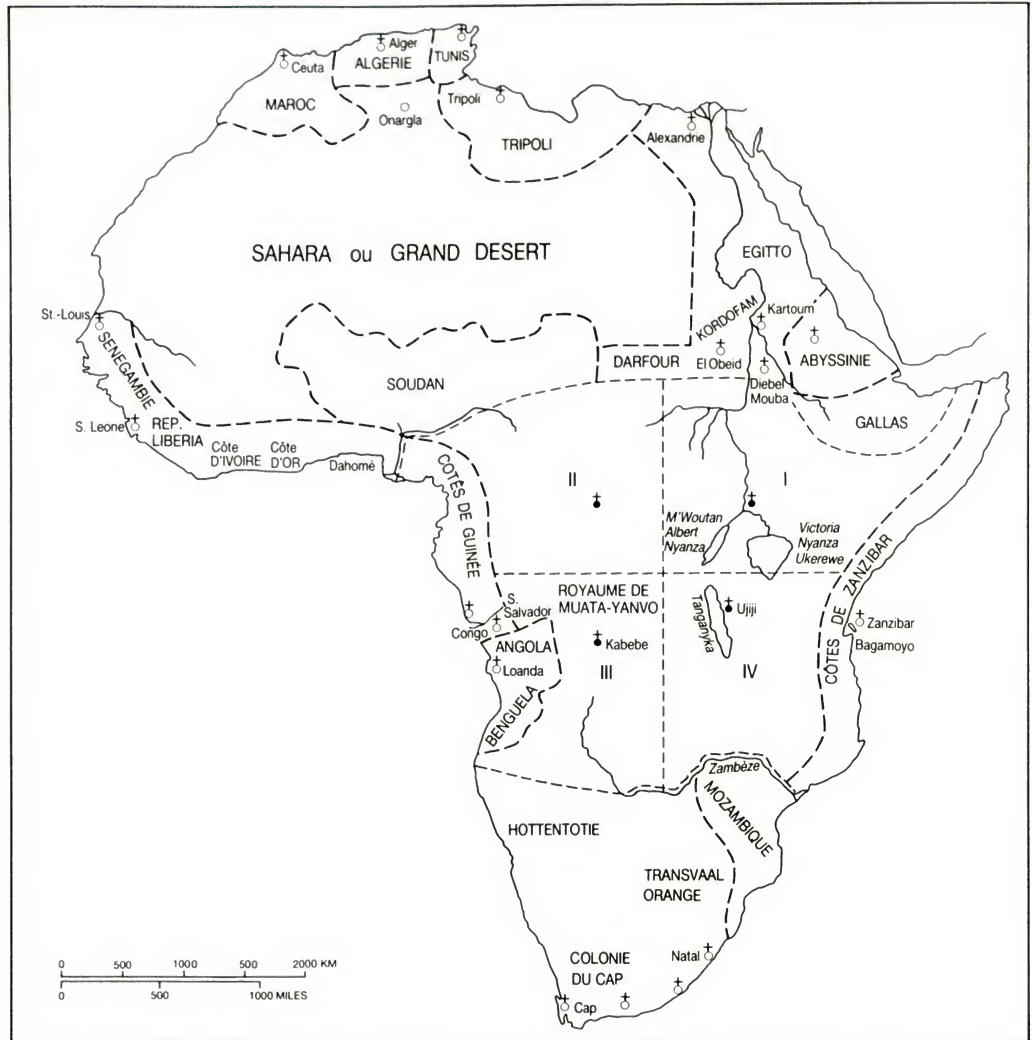 Alger
Ceuta
ALGERIE
TUNIS
MAROC
Onargla
Tripoli
TRIPOLI
Alexandrie
SAHARA ou GRAND DESERT
EGITTO
St.-Louis
SENEGAMBIE
KORDOFAM
Kartoum
DARFOUR
El Obeid
ABYSSINIE
SOUDAN
Diebel
Mouba
GALLAS
S. Leone
REP.
LIBERIA
Côte
D'IVOIRE
Côte
D'OR
Dahomé
COTÉS DE GUINÉE
II
I
M'Woutan
Albert
Nyanza
Victoria
Nyanza
Ukerewe
CÔTES DE ZANZIBAR
ROYAUME DE
MUATA-YANVO
S.
Salvador
Congo
Tanganyka
Ujiji
Zanzibar
Bagamoyo
ANGOLA
Kabebe
Loanda
III
IV
BENGUELA
Zambèze
MOZAMBIQUE
HOTTENTOTIE
TRANSVAAL
ORANGE
COLONIE
DU CAP
Natal
Cap
0 500 1000 500 2000 KM
0 500 1000 MILES